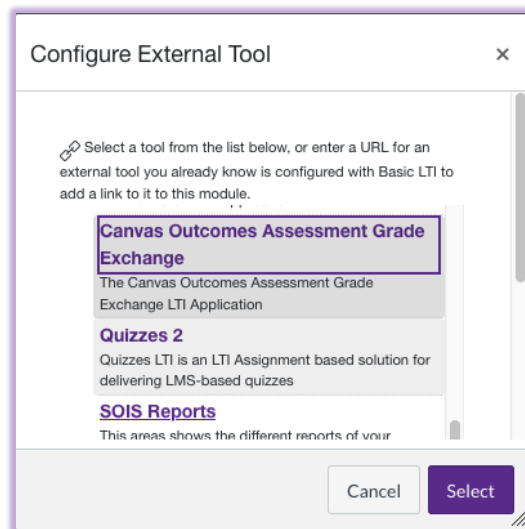 Configure External Tool ×
Select a tool from the list below, or enter a URL for an
external tool you already know is configured with Basic LTI to
add a link to it to this module.
Canvas Outcomes Assessment Grade
Exchange
The Canvas Outcomes Assessment Grade
Exchange LTI Application
Quizzes 2
Quizzes LTI is an LTI Assignment based solution for
delivering LMS-based quizzes
SOIS Reports
This areas shows the different reports of your
Cancel Select